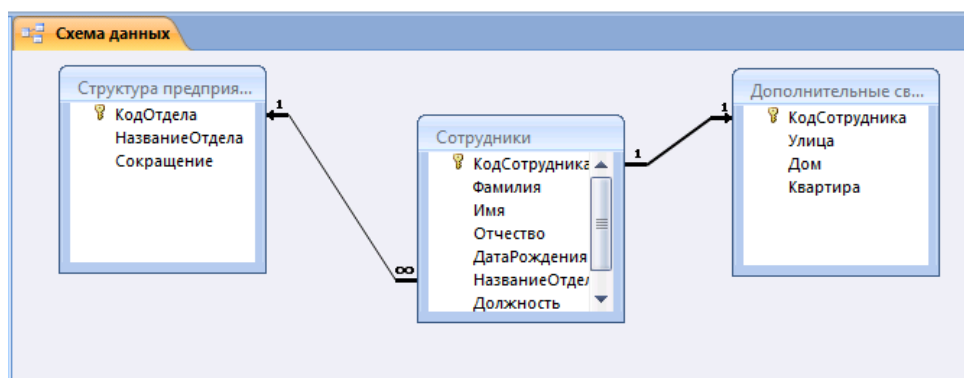 Схема данных
Структура предприя...
КодОтдела
НазваниеОтдела
Сокращение
1
∞
Сотрудники
КодСотрудника
Фамилия
Имя
Отчество
ДатаРождения
НазваниеОтдел
Должность
1
1
Дополнительные св...
КодСотрудника
Улица
Дом
Квартира